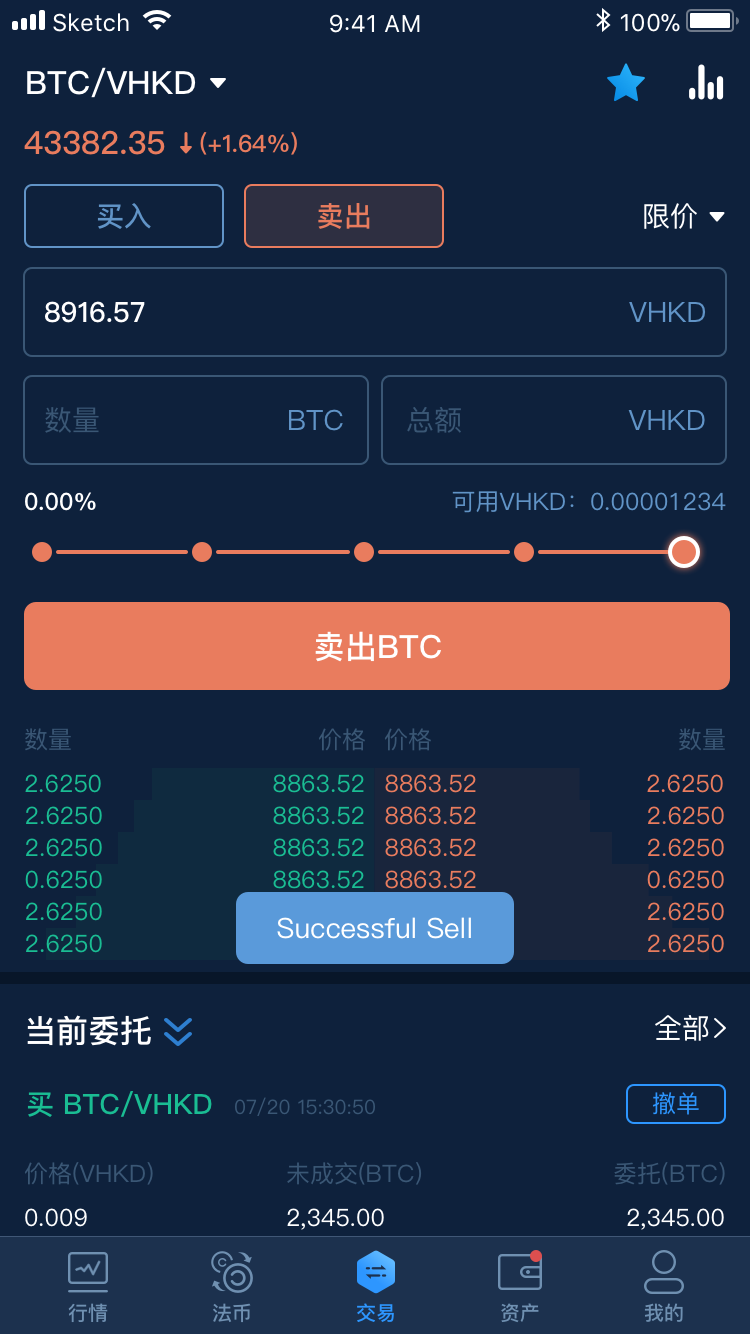 Sketch 9:41 AM 100%
BTC/VHKD
43382.35 ↓(+1.64%)
买入 卖出 限价
8916.57 VHKD
数量 BTC 总额 VHKD
0.00% 可用VHKD：0.00001234
卖出BTC
数量 价格 价格 数量
2.6250 8863.52 8863.52 2.6250
2.6250 8863.52 8863.52 2.6250
2.6250 8863.52 8863.52 2.6250
0.6250 8863.52 8863.52 0.6250
2.6250 2.6250
Successful Sell
2.6250 2.6250
当前委托 全部
买 BTC/VHKD 07/20 15:30:50 撤单
价格(VHKD) 未成交(BTC) 委托(BTC)
0.009 2,345.00 2,345.00
行情 法币 交易 资产 我的